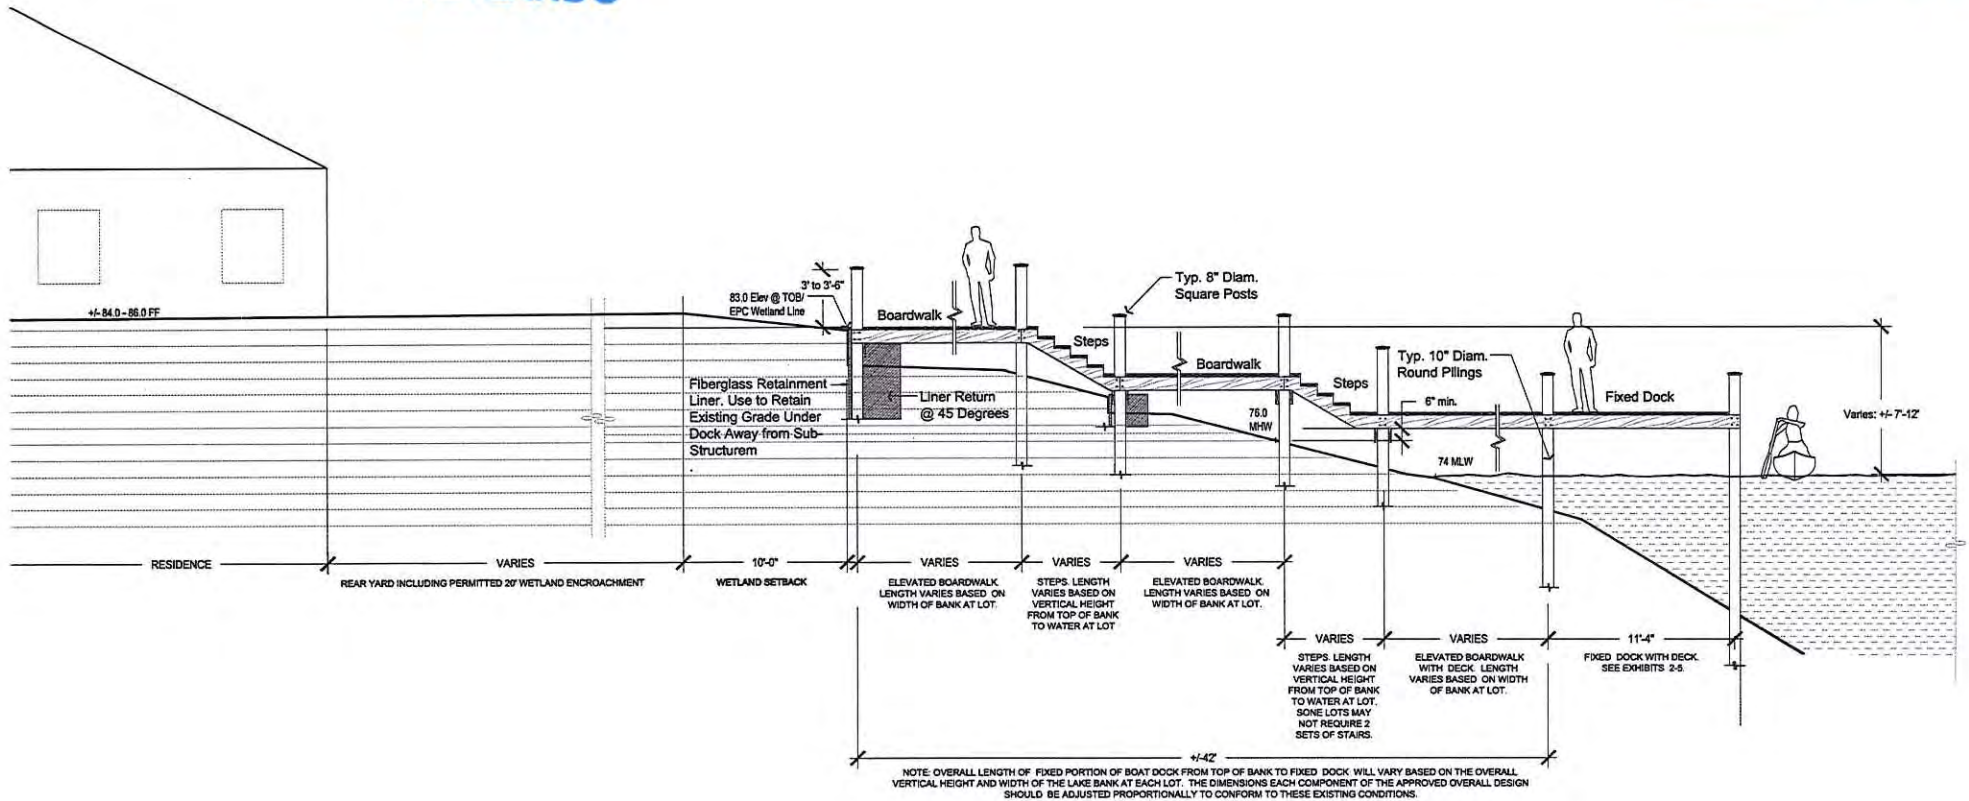 +/- 84.0 - 86.0 FF
83.0 Elev @ TOB/
EPC Wetland Line
3' to 3'-6"
Boardwalk
Steps
Typ. 8" Diam.
Square Posts
Boardwalk
Steps
Typ. 10" Diam.
Round Pilings
Fixed Dock
6" min.
Varies: +/- 7'-12'
Fiberglass Retainment
Liner. Use to Retain
Existing Grade Under
Dock Away from Sub-
Structurem
Liner Return
@ 45 Degrees
76.0
MHW
74 MLW
RESIDENCE
VARIES
REAR YARD INCLUDING PERMITTED 20' WETLAND ENCROACHMENT
10'-0"
WETLAND SETBACK
VARIES
ELEVATED BOARDWALK.
LENGTH VARIES BASED ON
WIDTH OF BANK AT LOT.
VARIES
STEPS. LENGTH
VARIES BASED ON
VERTICAL HEIGHT
FROM TOP OF BANK
TO WATER AT LOT
VARIES
ELEVATED BOARDWALK.
LENGTH VARIES BASED ON
WIDTH OF BANK AT LOT.
VARIES
STEPS. LENGTH
VARIES BASED ON
VERTICAL HEIGHT
FROM TOP OF BANK
TO WATER AT LOT.
SONE LOTS MAY
NOT REQUIRE 2
SETS OF STAIRS.
VARIES
ELEVATED BOARDWALK
WITH DECK. LENGTH
VARIES BASED ON WIDTH
OF BANK AT LOT.
11'-4"
FIXED DOCK WITH DECK.
SEE EXHIBITS 2-5.
+/-42'
NOTE: OVERALL LENGTH OF FIXED PORTION OF BOAT DOCK FROM TOP OF BANK TO FIXED DOCK WILL VARY BASED ON THE OVERALL
VERTICAL HEIGHT AND WIDTH OF THE LAKE BANK AT EACH LOT. THE DIMENSIONS EACH COMPONENT OF THE APPROVED OVERALL DESIGN
SHOULD BE ADJUSTED PROPORTIONALLY TO CONFORM TO THESE EXISTING CONDITIONS.